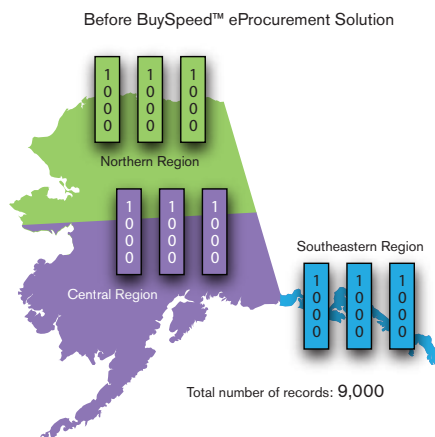 Before BuySpeed™ eProcurement Solution
1000 1000 1000
Northern Region
1000 1000 1000
Southeastern Region
1000 1000 1000
Central Region
Total number of records: 9,000